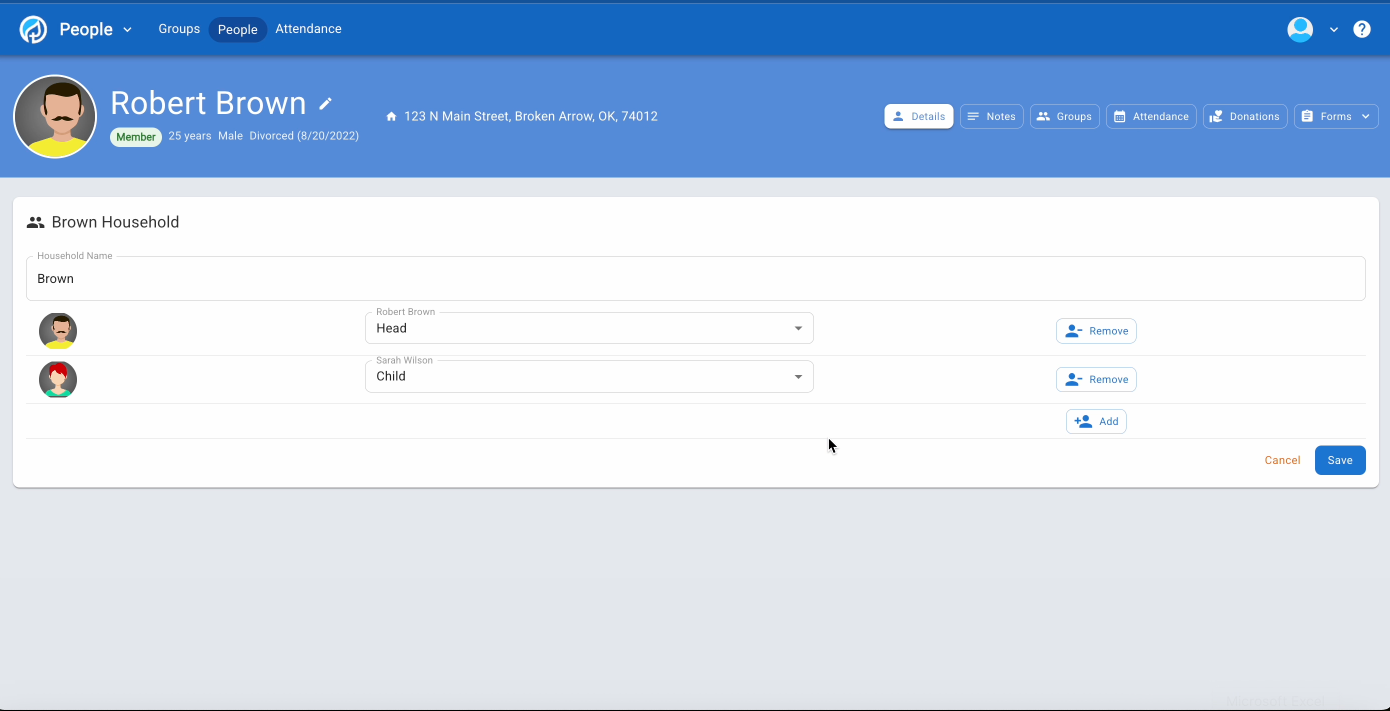 People Groups People Attendance
Robert Brown
Member 25 years Male Divorced (8/20/2022)
123 N Main Street, Broken Arrow, OK, 74012
Details Notes Groups Attendance Donations Forms
Brown Household
Household Name
Brown
Robert Brown
Head
Remove
Sarah Wilson
Child
Remove
Add
Cancel Save
Microsoft Excel